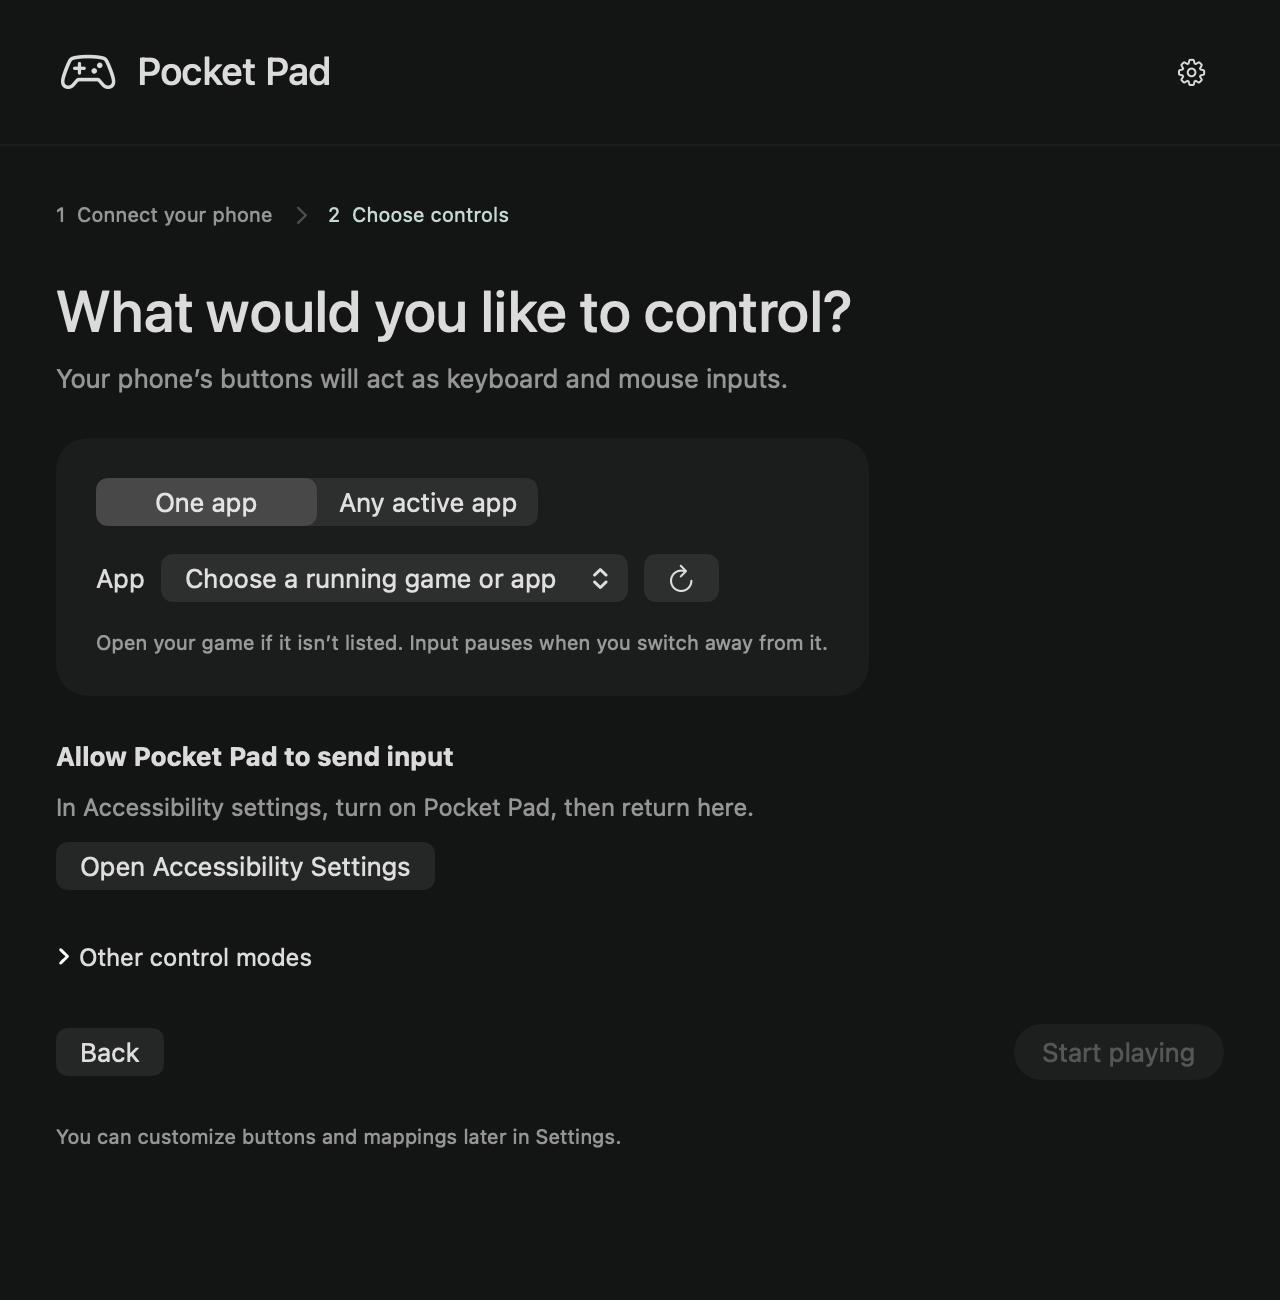 Pocket Pad
1 Connect your phone
2 Choose controls
What would you like to control?
Your phone’s buttons will act as keyboard and mouse inputs.
One app
Any active app
App
Choose a running game or app
Open your game if it isn’t listed. Input pauses when you switch away from it.
Allow Pocket Pad to send input
In Accessibility settings, turn on Pocket Pad, then return here.
Open Accessibility Settings
Other control modes
Back
Start playing
You can customize buttons and mappings later in Settings.